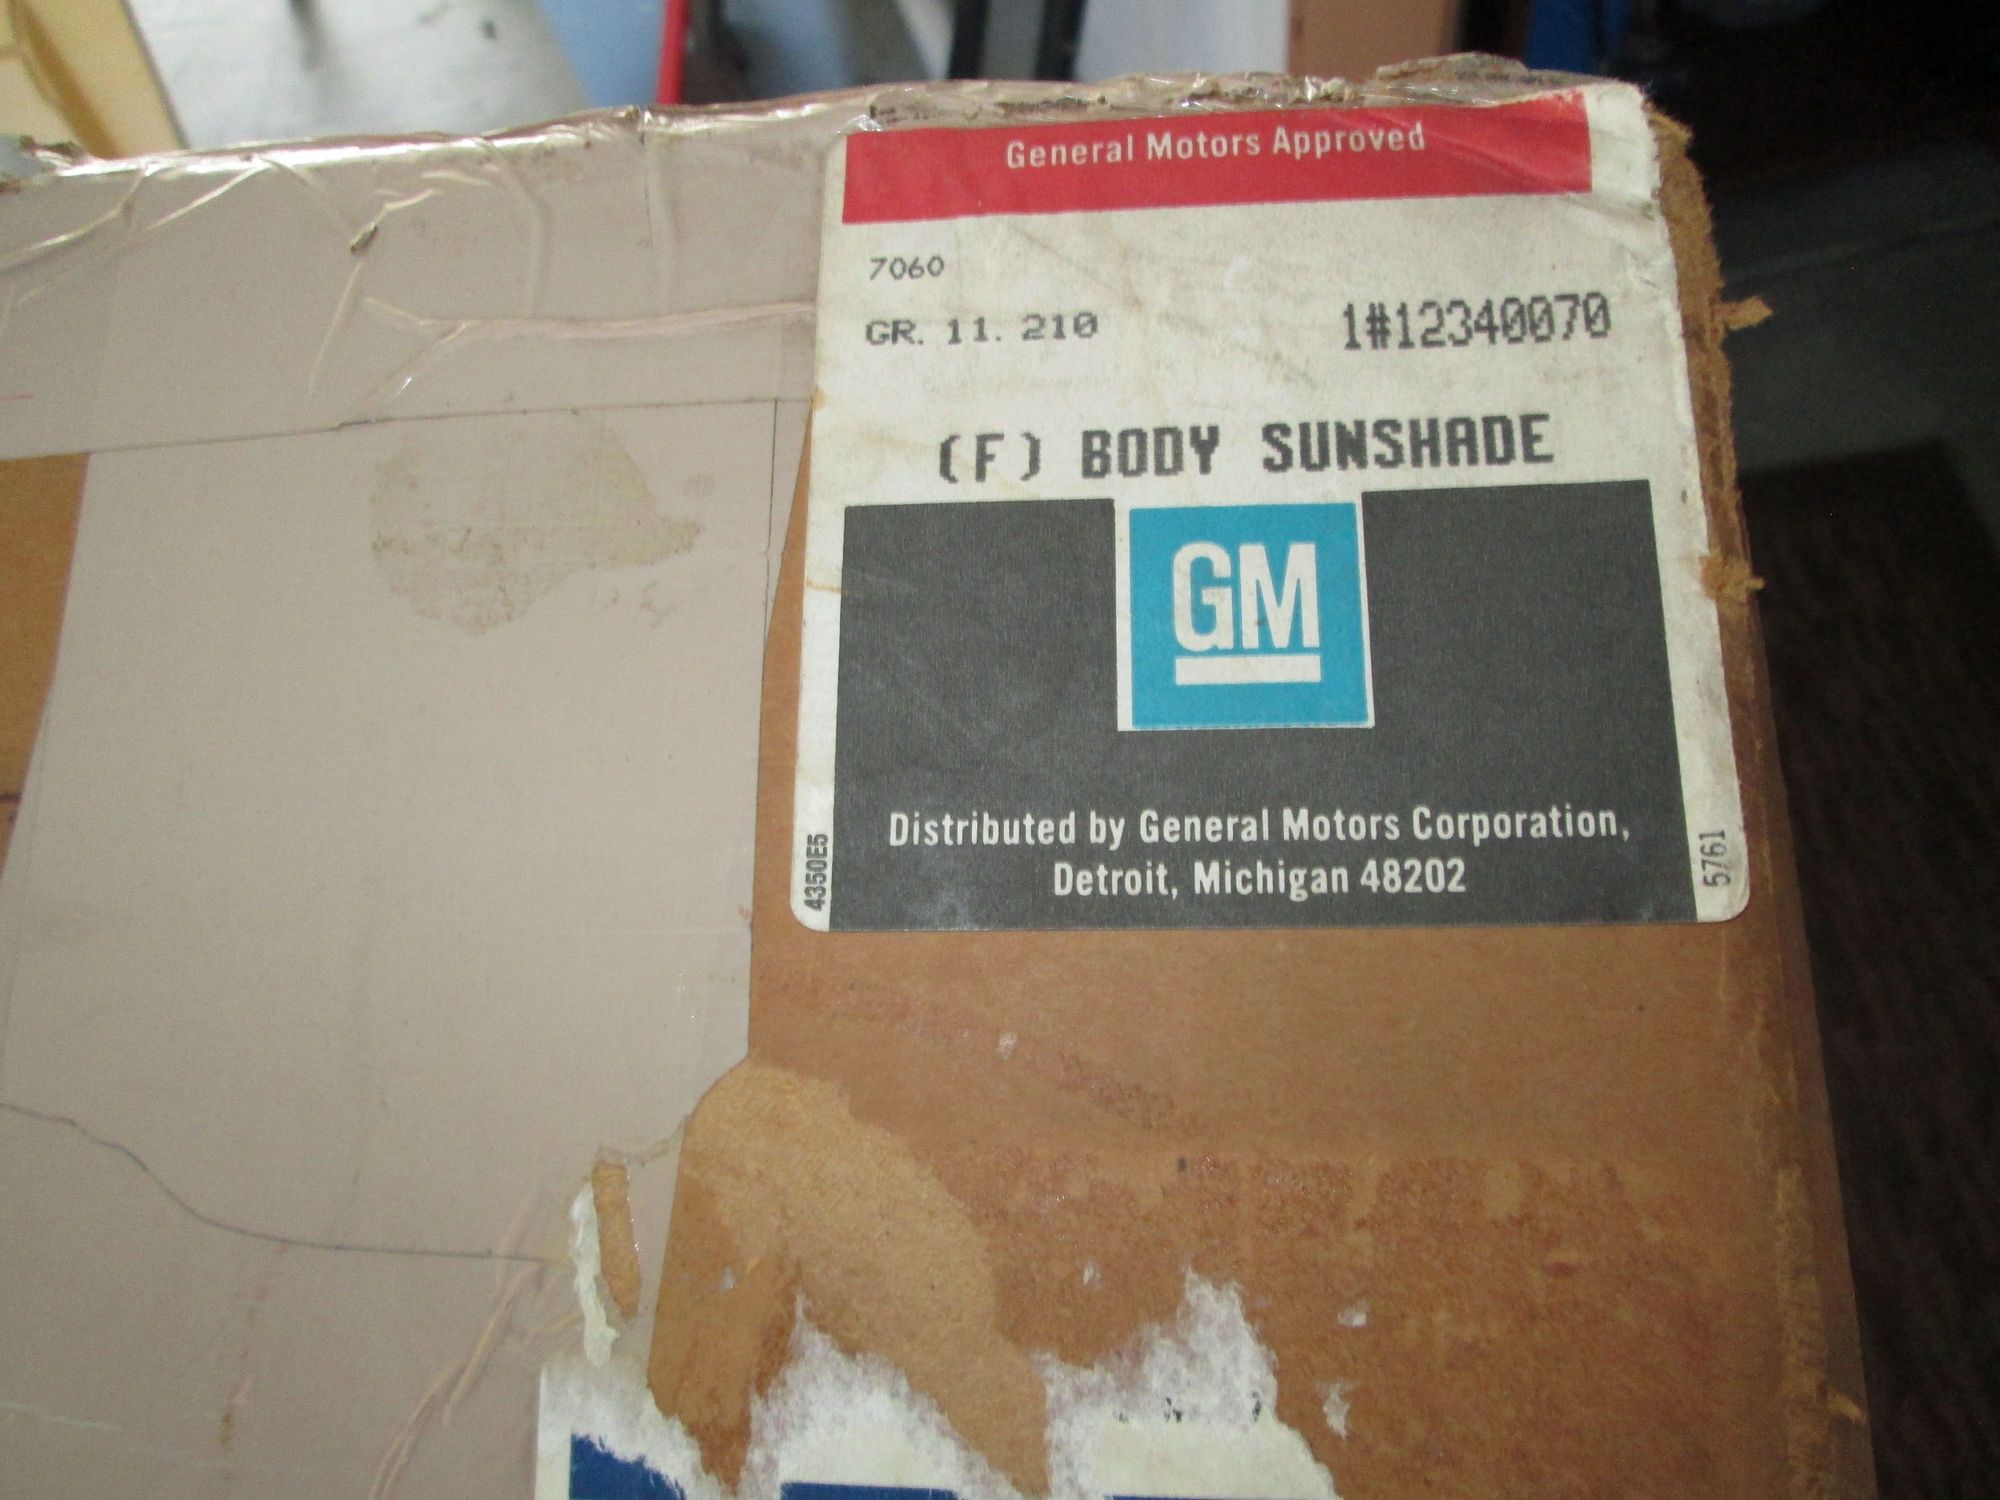 General Motors Approved
7060
GR. 11. 210 1#12340070
(F) BODY SUNSHADE
GM
Distributed by General Motors Corporation,
Detroit, Michigan 48202
4350E5
5761